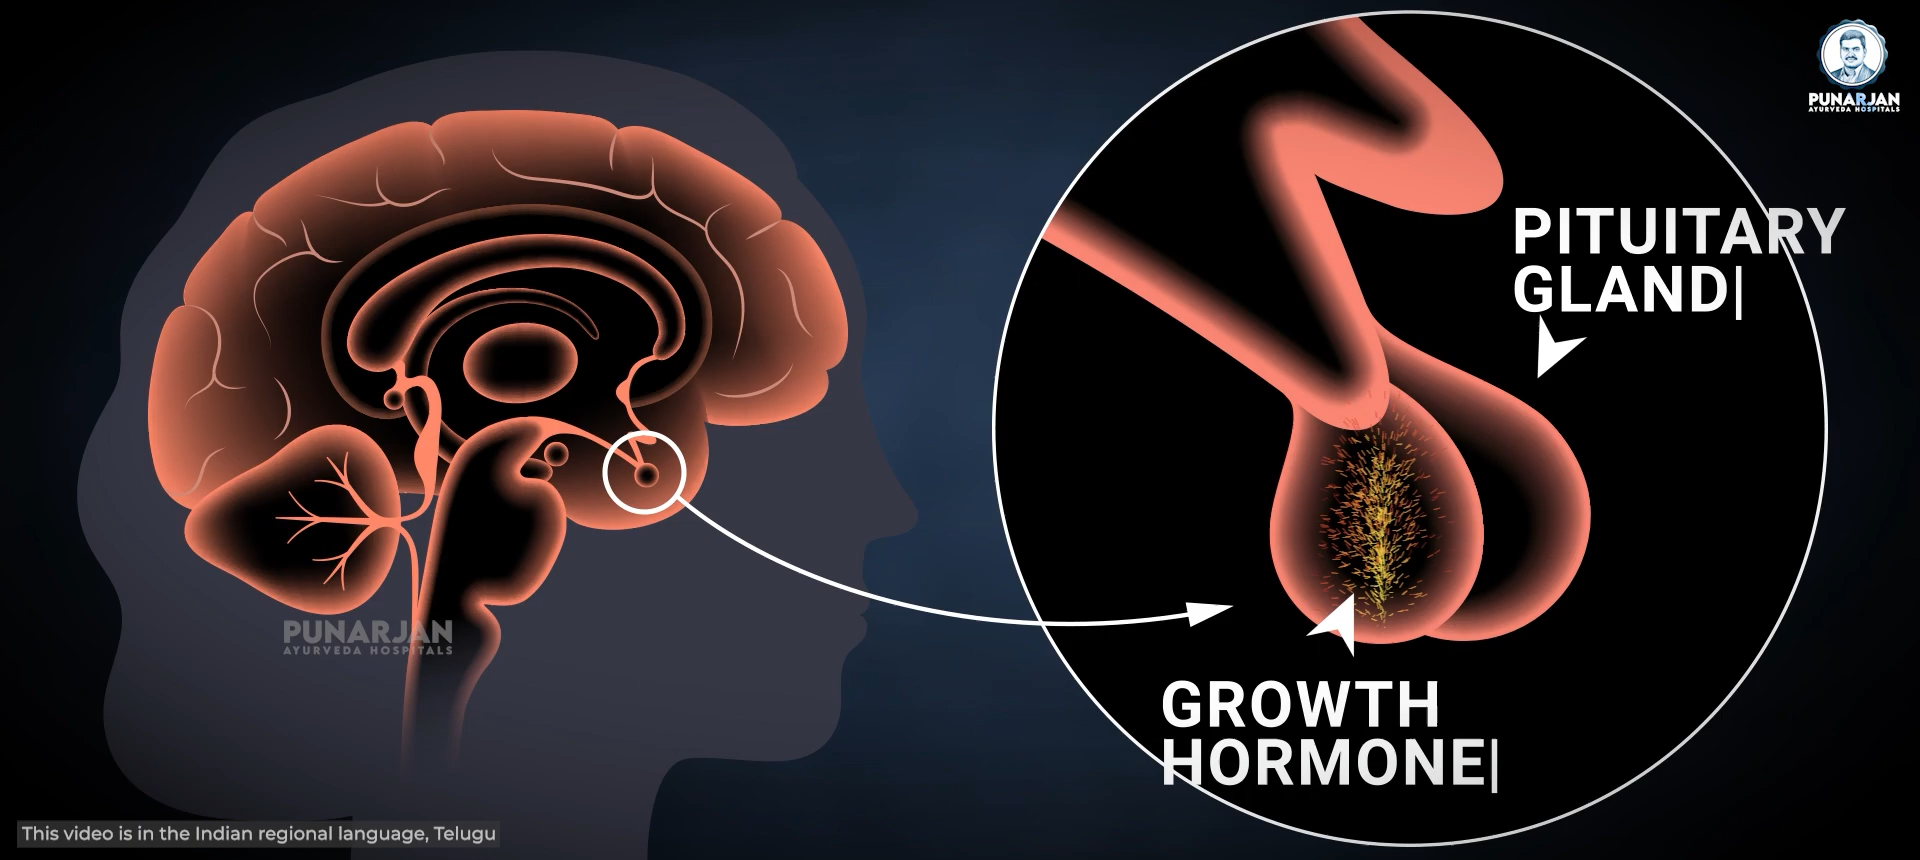 PUNARJAN
AYURVEDA HOSPITALS
PITUITARY
GLAND|
PUNARJAN
AYURVEDA HOSPITALS
GROWTH
HORMONE|
This video is in the Indian regional language, Telugu